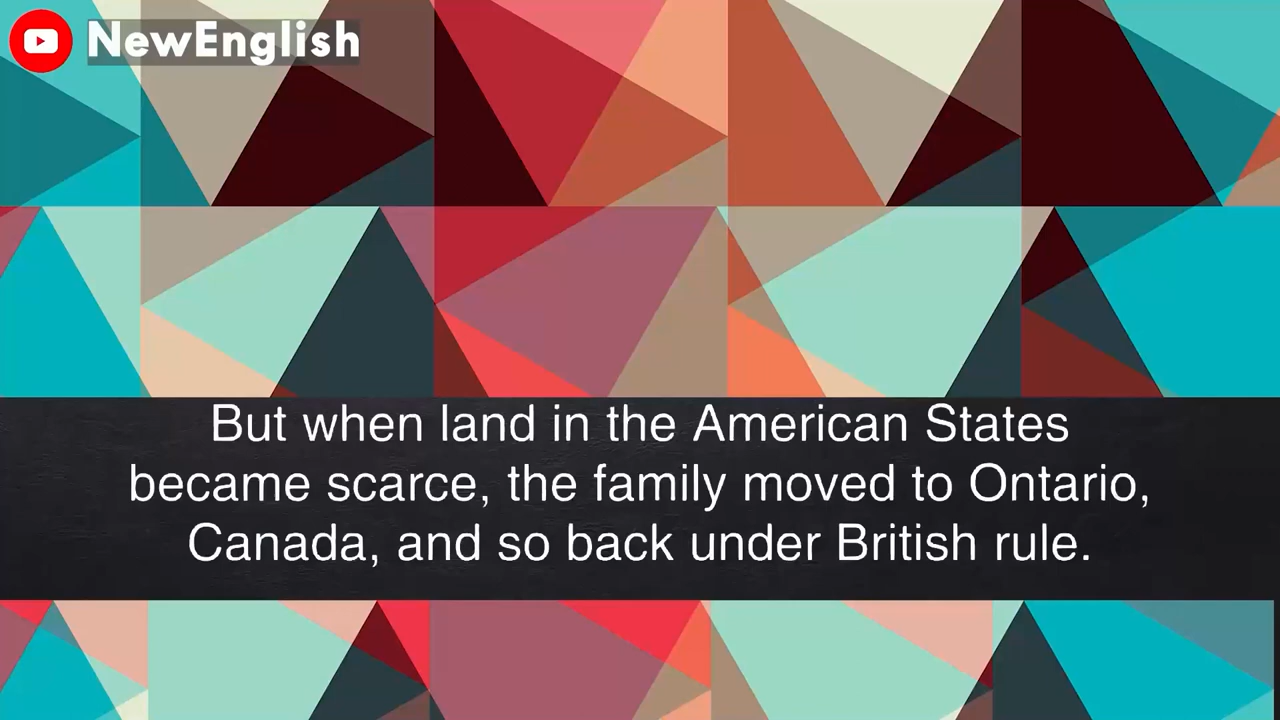 NewEnglish
But when land in the American States
became scarce, the family moved to Ontario,
Canada, and so back under British rule.